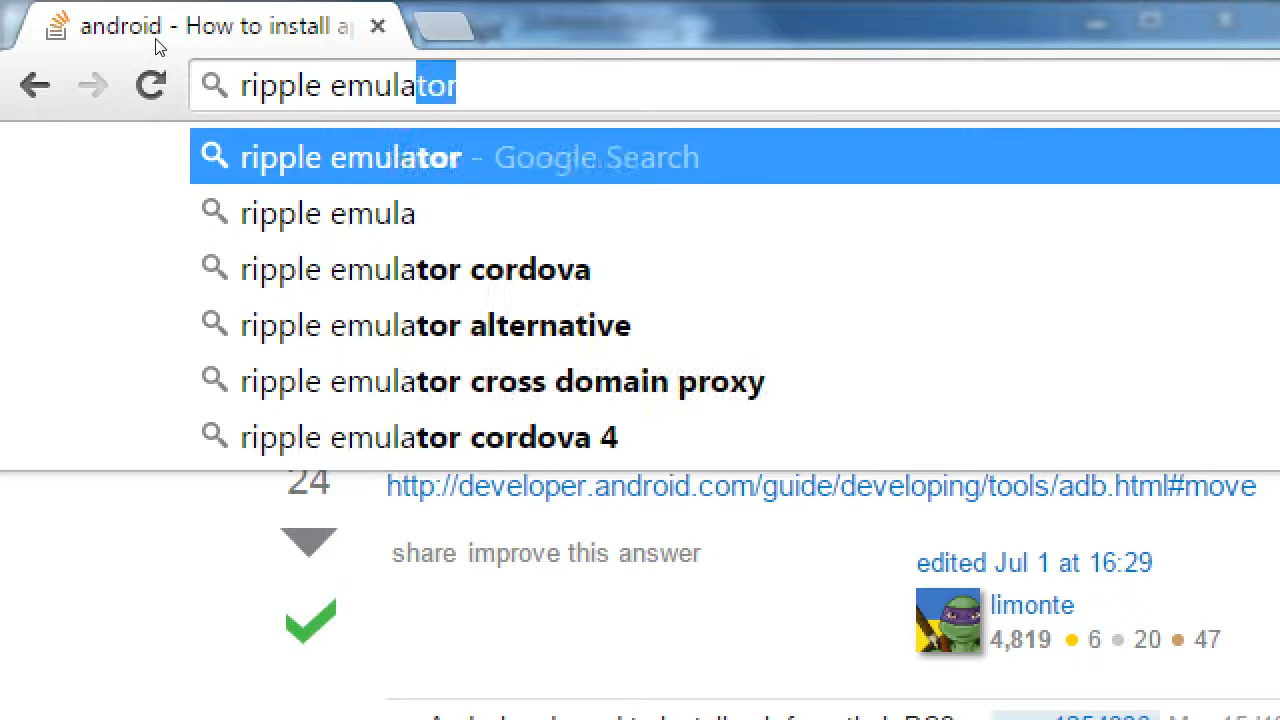 android - How to install a
ripple emulator
ripple emulator - Google Search
ripple emula
ripple emulator cordova
ripple emulator alternative
ripple emulator cross domain proxy
ripple emulator cordova 4
24
http://developer.android.com/guide/developing/tools/adb.html#move
share improve this answer
edited Jul 1 at 16:29
limonte
4,819 6 20 47